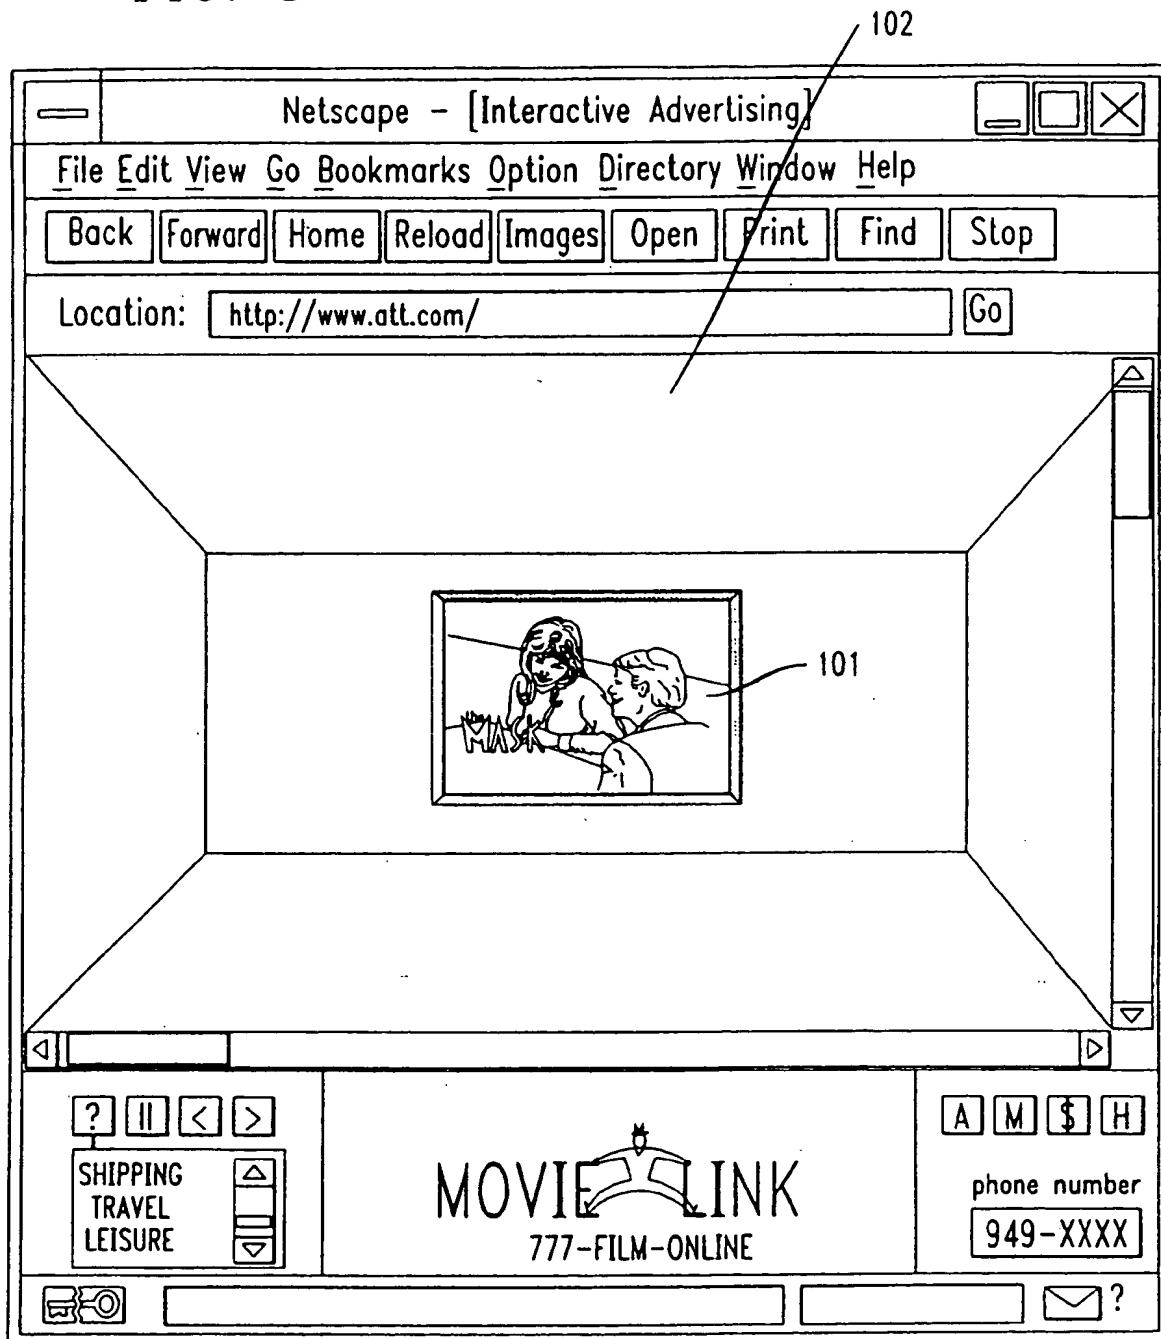 102
Netscape - [Interactive Advertising]
File Edit View Go Bookmarks Option Directory Window Help
Back Forward Home Reload Images Open Print Find Stop
Location: http://www.att.com/ Go
101
MASK
? || < >
A M $ H
SHIPPING
TRAVEL
LEISURE
MOVIE LINK
777-FILM-ONLINE
phone number
949-XXXX
?